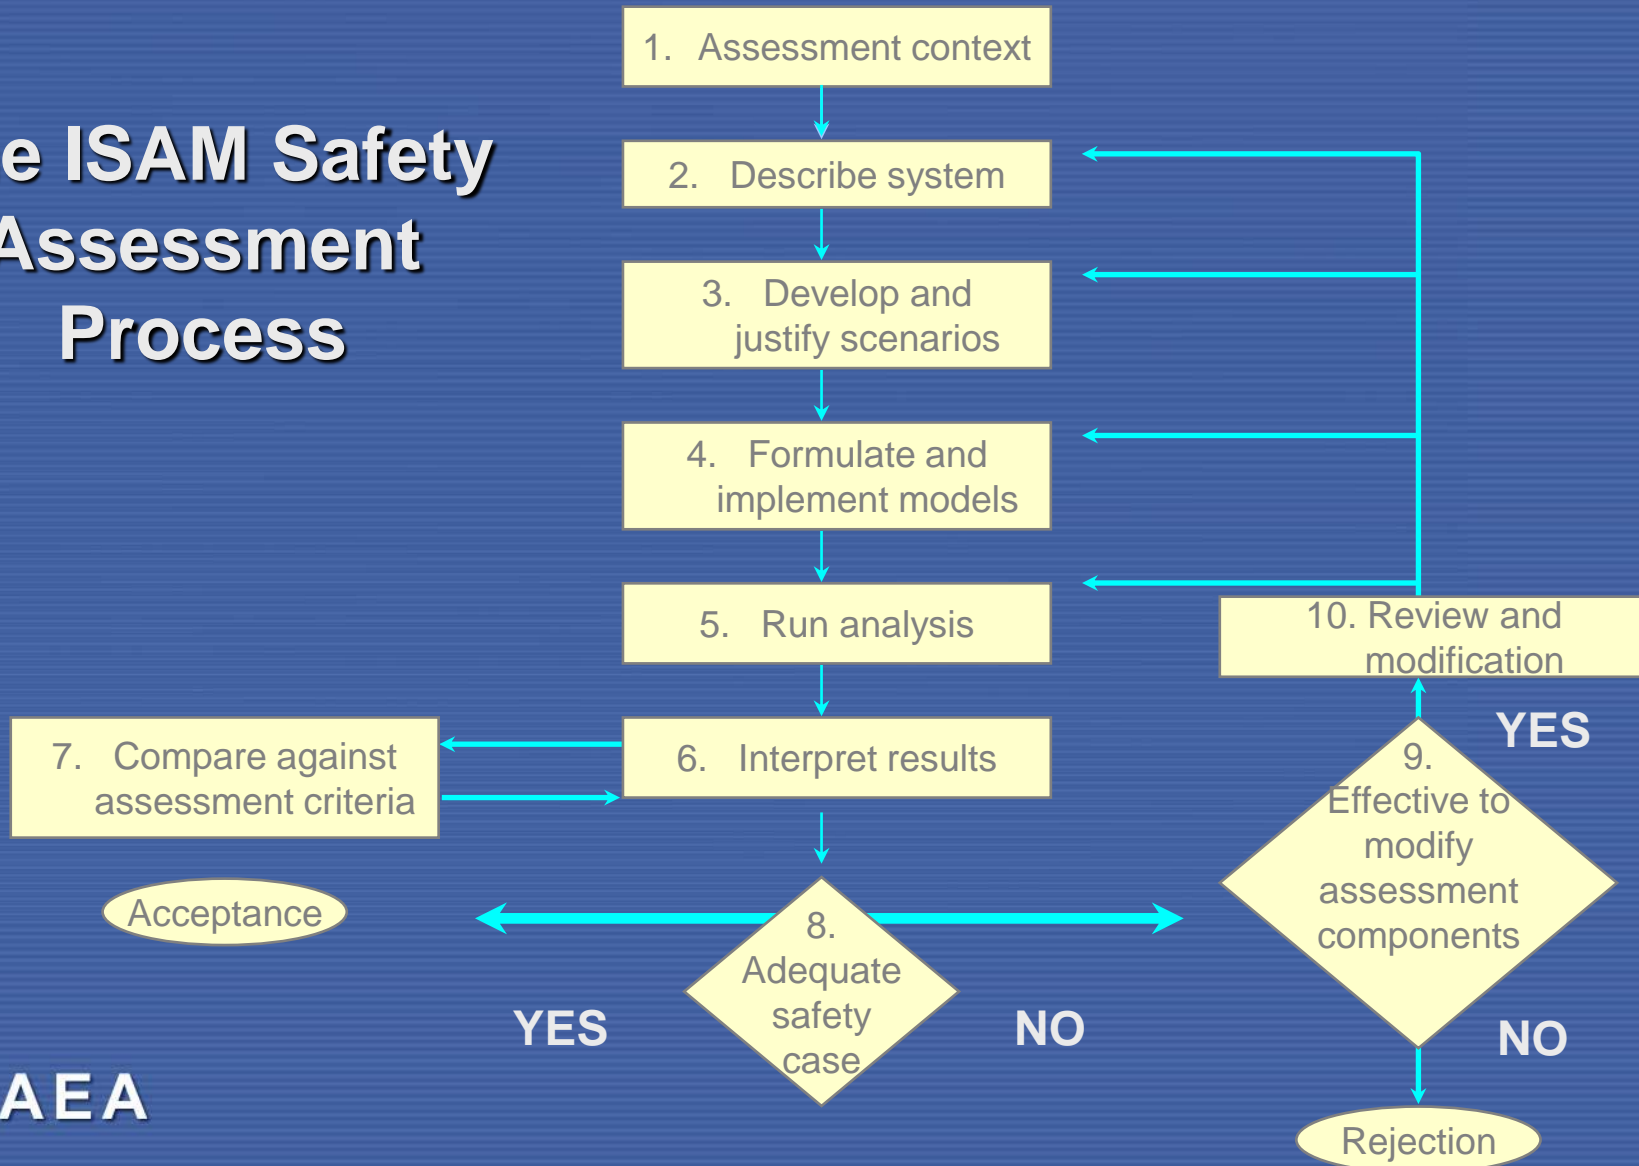 1. Assessment context
e ISAM Safety
Assessment
Process
2. Describe system
3. Develop and
justify scenarios
4. Formulate and
implement models
5. Run analysis
10. Review and
modification
YES
7. Compare against
assessment criteria
6. Interpret results
9.
Effective to
modify
assessment
components
Acceptance
8.
Adequate
safety
case
YES
NO
NO
AEA
Rejection